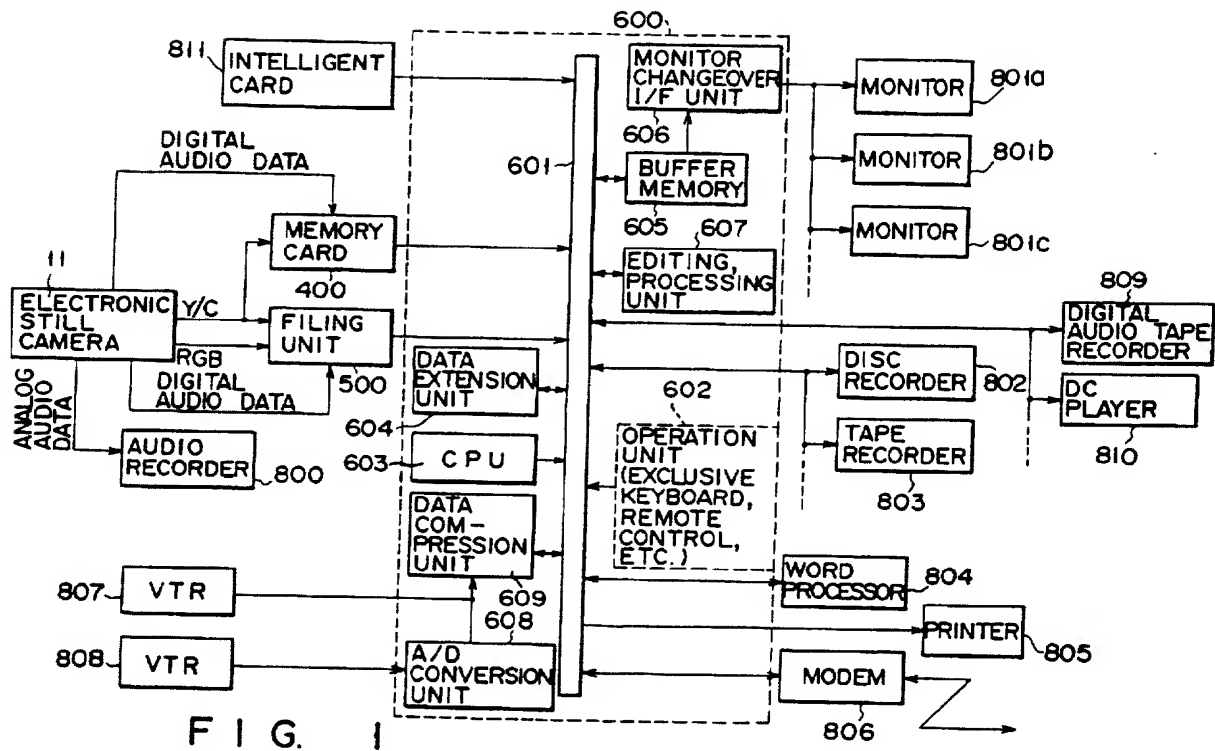 600
811
INTELLIGENT
CARD
MONITOR
CHANGEOVER
I/F UNIT
606
MONITOR
801a
DIGITAL
AUDIO DATA
601
BUFFER
MEMORY
605
MONITOR
801b
607
MEMORY
CARD
400
EDITING,
PROCESSING
UNIT
MONITOR
801c
11
ELECTRONIC
STILL
CAMERA
Y/C
RGB
DIGITAL
AUDIO DATA
FILING
UNIT
500
809
DIGITAL
AUDIO TAPE
RECORDER
DATA
EXTENSION
UNIT
604
602
DISC
RECORDER
802
DC
PLAYER
810
ANALOG
AUDIO
DATA
AUDIO
RECORDER
800
603
CPU
OPERATION
UNIT
(EXCLUSIVE
KEYBOARD,
REMOTE
CONTROL,
ETC.)
TAPE
RECORDER
803
DATA
COM-
PRESSION
UNIT
609
807
VTR
WORD
PROCESSOR
804
608
808
VTR
A/D
CONVERSION
UNIT
PRINTER
805
MODEM
806
FIG. 1